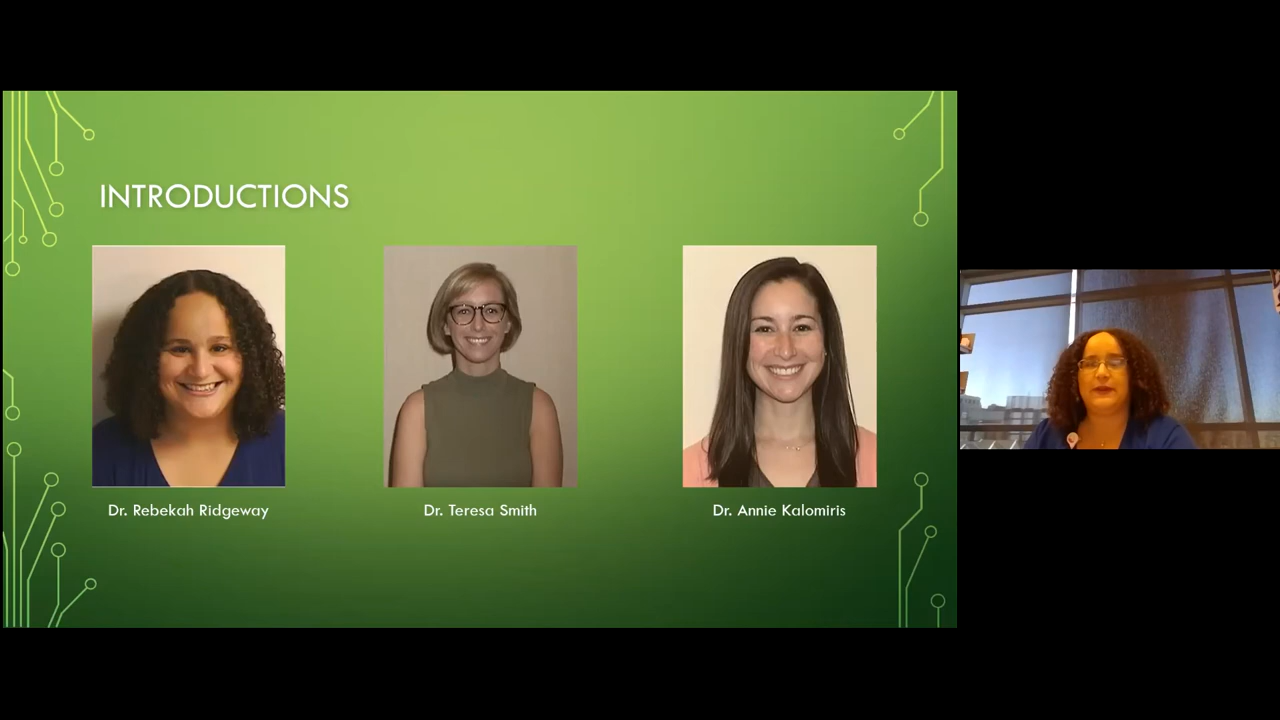 INTRODUCTIONS
Dr. Rebekah Ridgeway
Dr. Teresa Smith
Dr. Annie Kalomiris